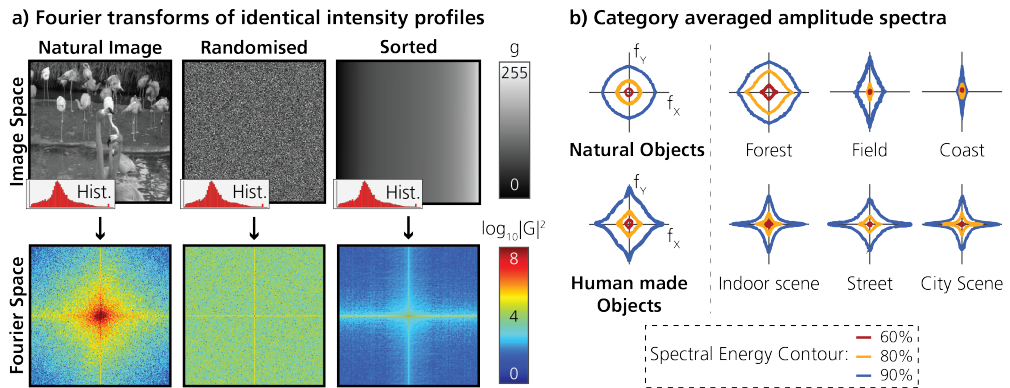 a) Fourier transforms of identical intensity profiles
Natural Image
Randomised
Sorted
Image Space
Hist.
Hist.
Hist.
g
255
0
Fourier Space
log10|G|²
8
4
0
b) Category averaged amplitude spectra
fY
fX
Natural Objects
Forest
Field
Coast
fY
fX
Human made
Objects
Indoor scene
Street
City Scene
Spectral Energy Contour:
60%
80%
90%